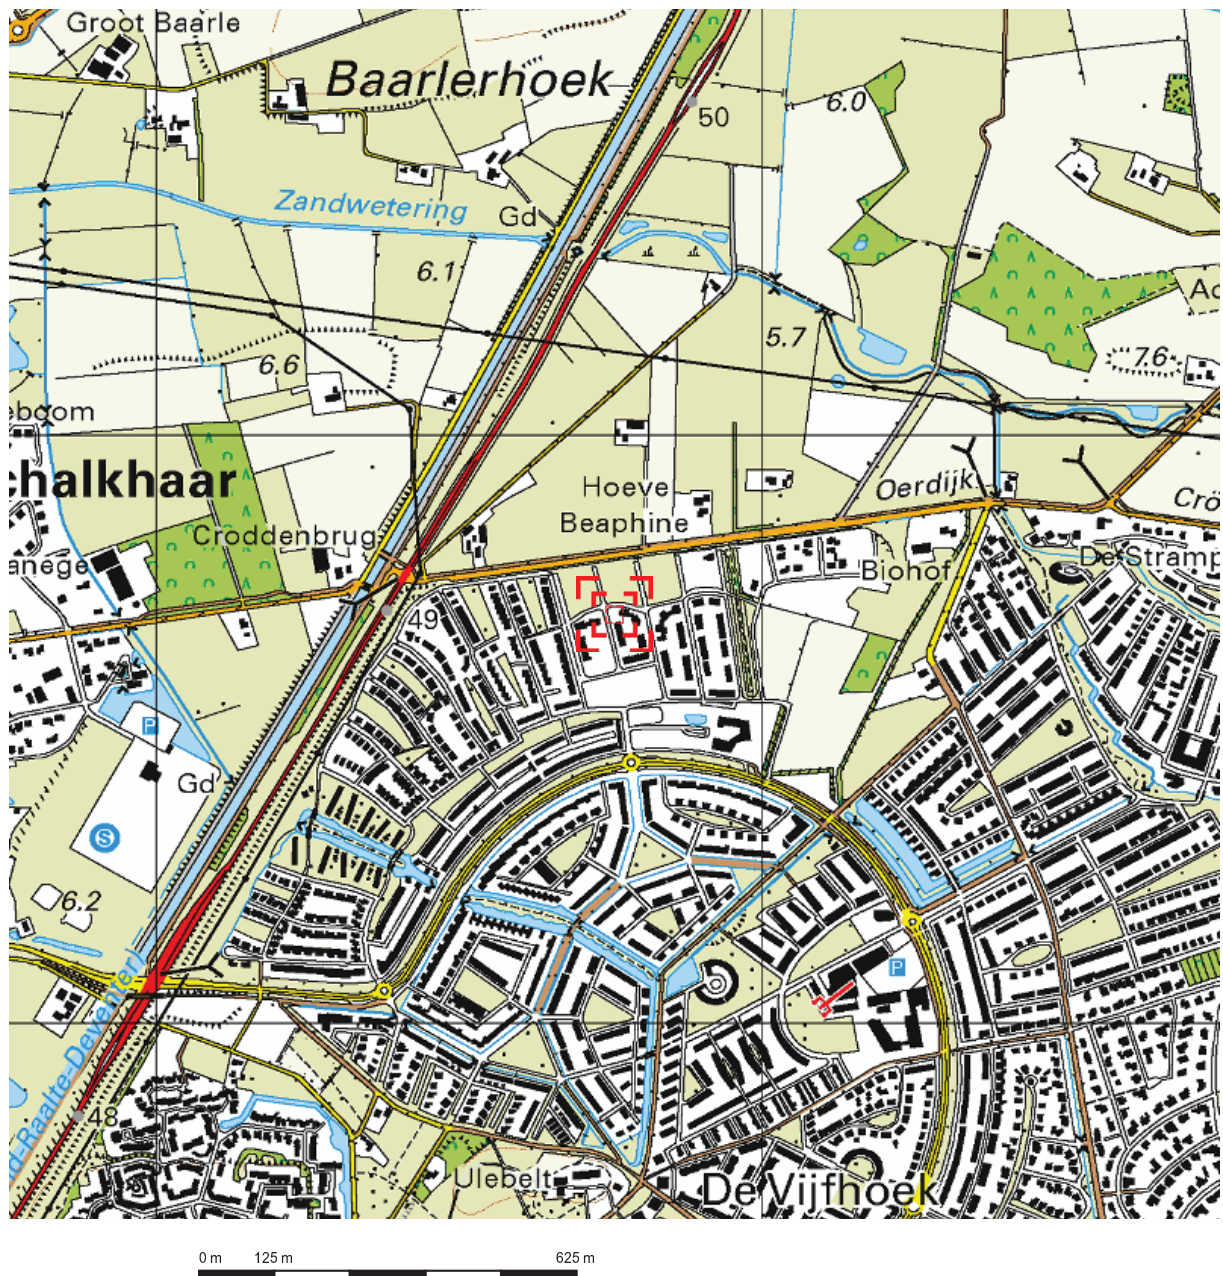 Groot Baarle
Baarlerhoek
50
6.0
Zandwetering
Gd
6.1
5.7
7.6
6.6
eboom
chalkhaar
Hoeve
Beaphine
Oerdijk
Crö
Croddenbrug
anege
Biohof
De Stramp
49
P
Gd
S
6.2
P
d-Raalte-Deventer
48
Ulebelt
De Vijfhoek
0 m 125 m 625 m